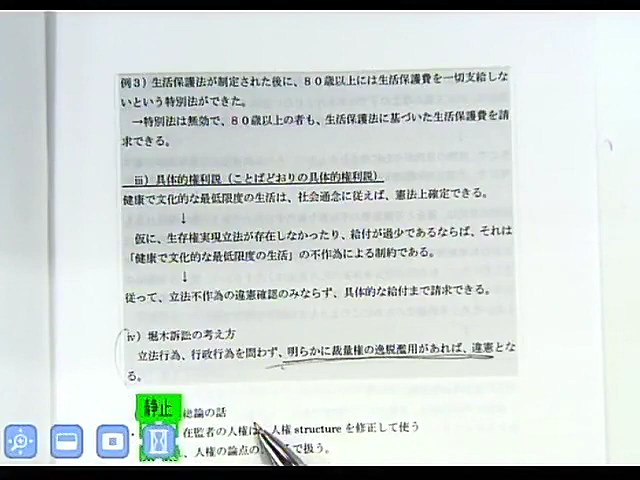 例3）生活保護法が制定された後に、80歳以上には生活保護費を一切支給しな
いという特別法ができた。
→特別法は無効で、80歳以上の者も、生活保護法に基づいた生活保護費を請
求できる。
iii）具体的権利説（ことばどおりの具体的権利説）
健康で文化的な最低限度の生活は、社会通念に従えば、憲法上確定できる。
↓
仮に、生存権実現立法が存在しなかったり、給付が過少であるならば、それは
「健康で文化的な最低限度の生活」の不作為による制約である。
↓
従って、立法不作為の違憲確認のみならず、具体的な給付まで請求できる。
iv）堀木訴訟の考え方
立法行為、行政行為を問わず、明らかに裁量権の逸脱濫用があれば、違憲とな
る。
静止
総論の話
・在監者の人権は、人権 structure を修正して使う
、人権の論点の で扱う。